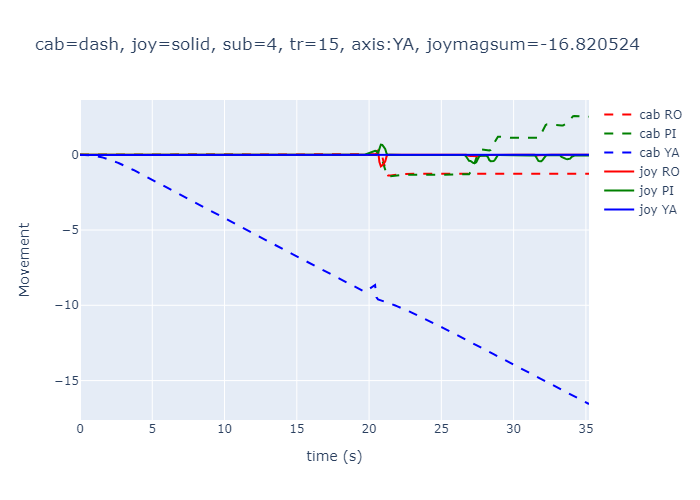 cab=dash, joy=solid, sub=4, tr=15, axis:YA, joymagsum=-16.820524
cab RO
cab PI
cab YA
joy RO
joy PI
joy YA
Movement
0
−5
−10
−15
0 5 10 15 20 25 30 35
time (s)